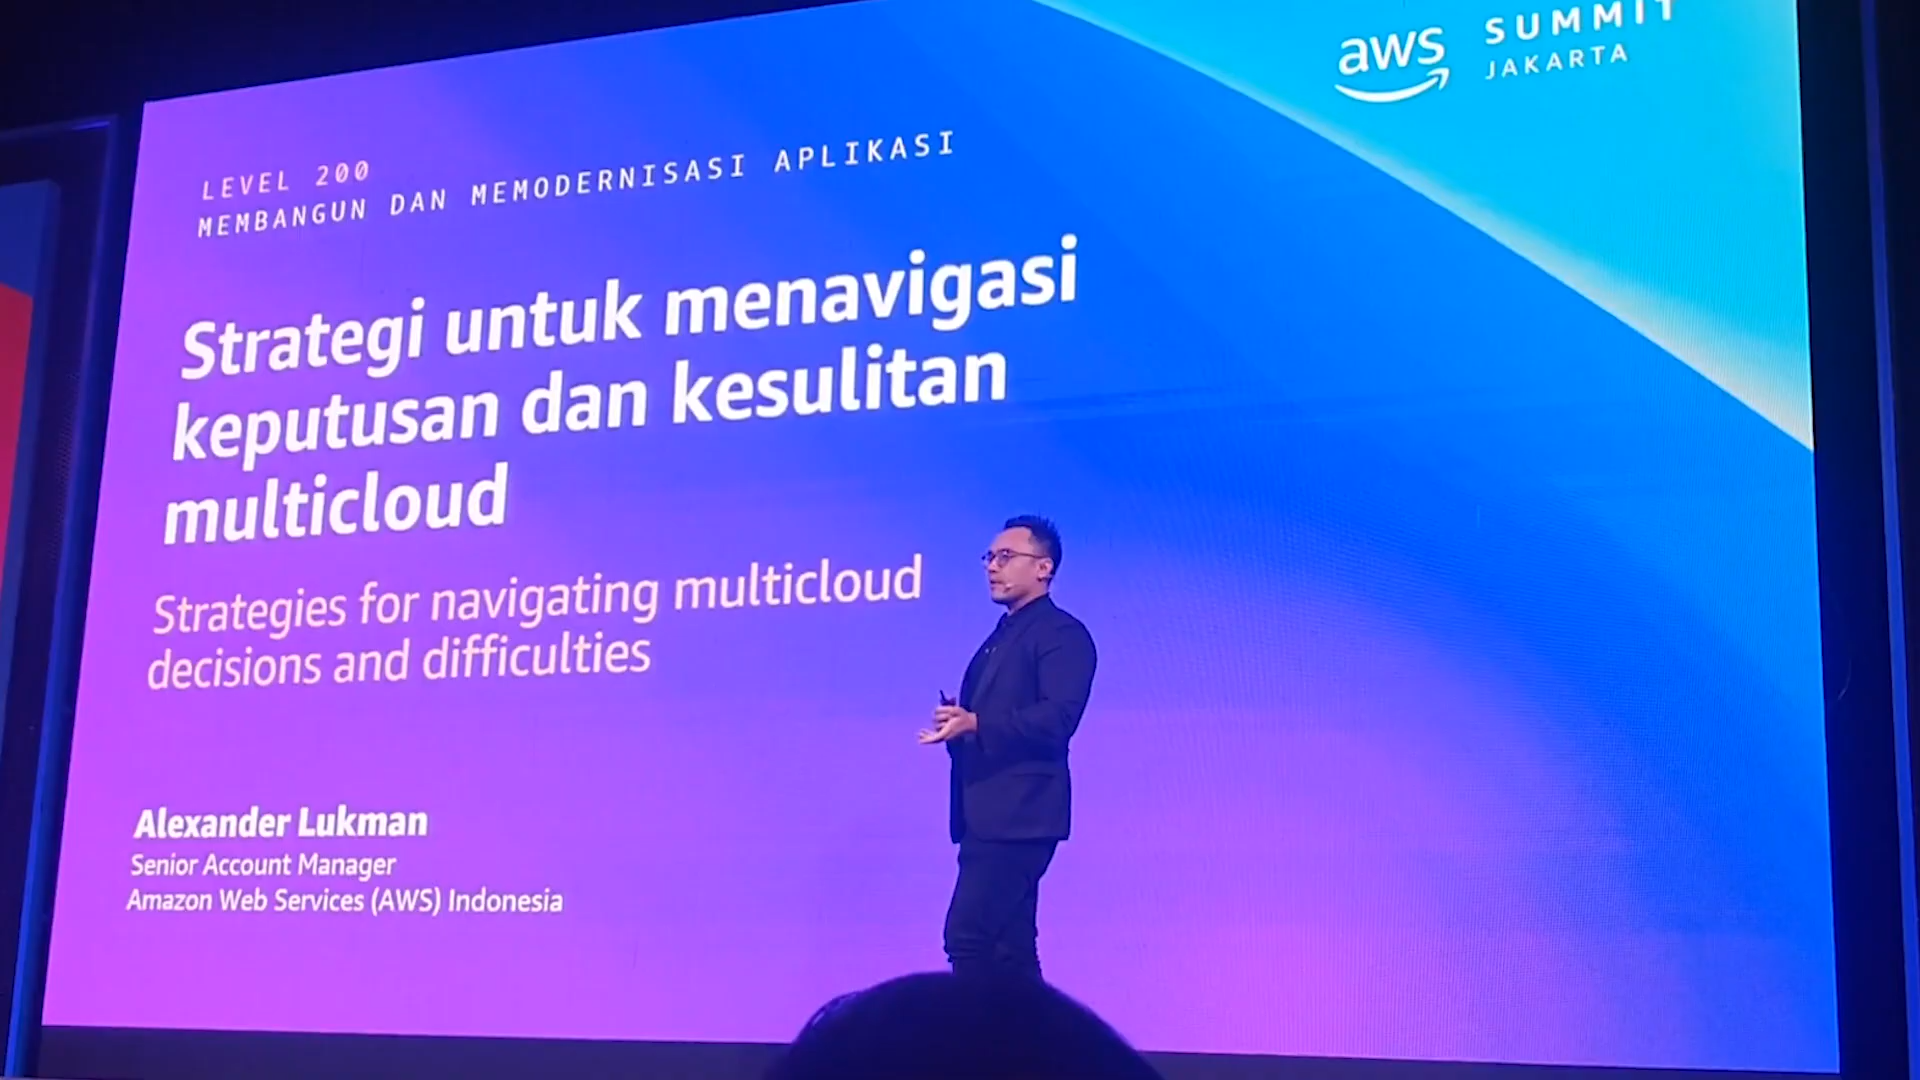 aws SUMMIT
JAKARTA
LEVEL 200
MEMBANGUN DAN MEMODERNISASI APLIKASI
Strategi untuk menavigasi
keputusan dan kesulitan
multicloud
Strategies for navigating multicloud
decisions and difficulties
Alexander Lukman
Senior Account Manager
Amazon Web Services (AWS) Indonesia